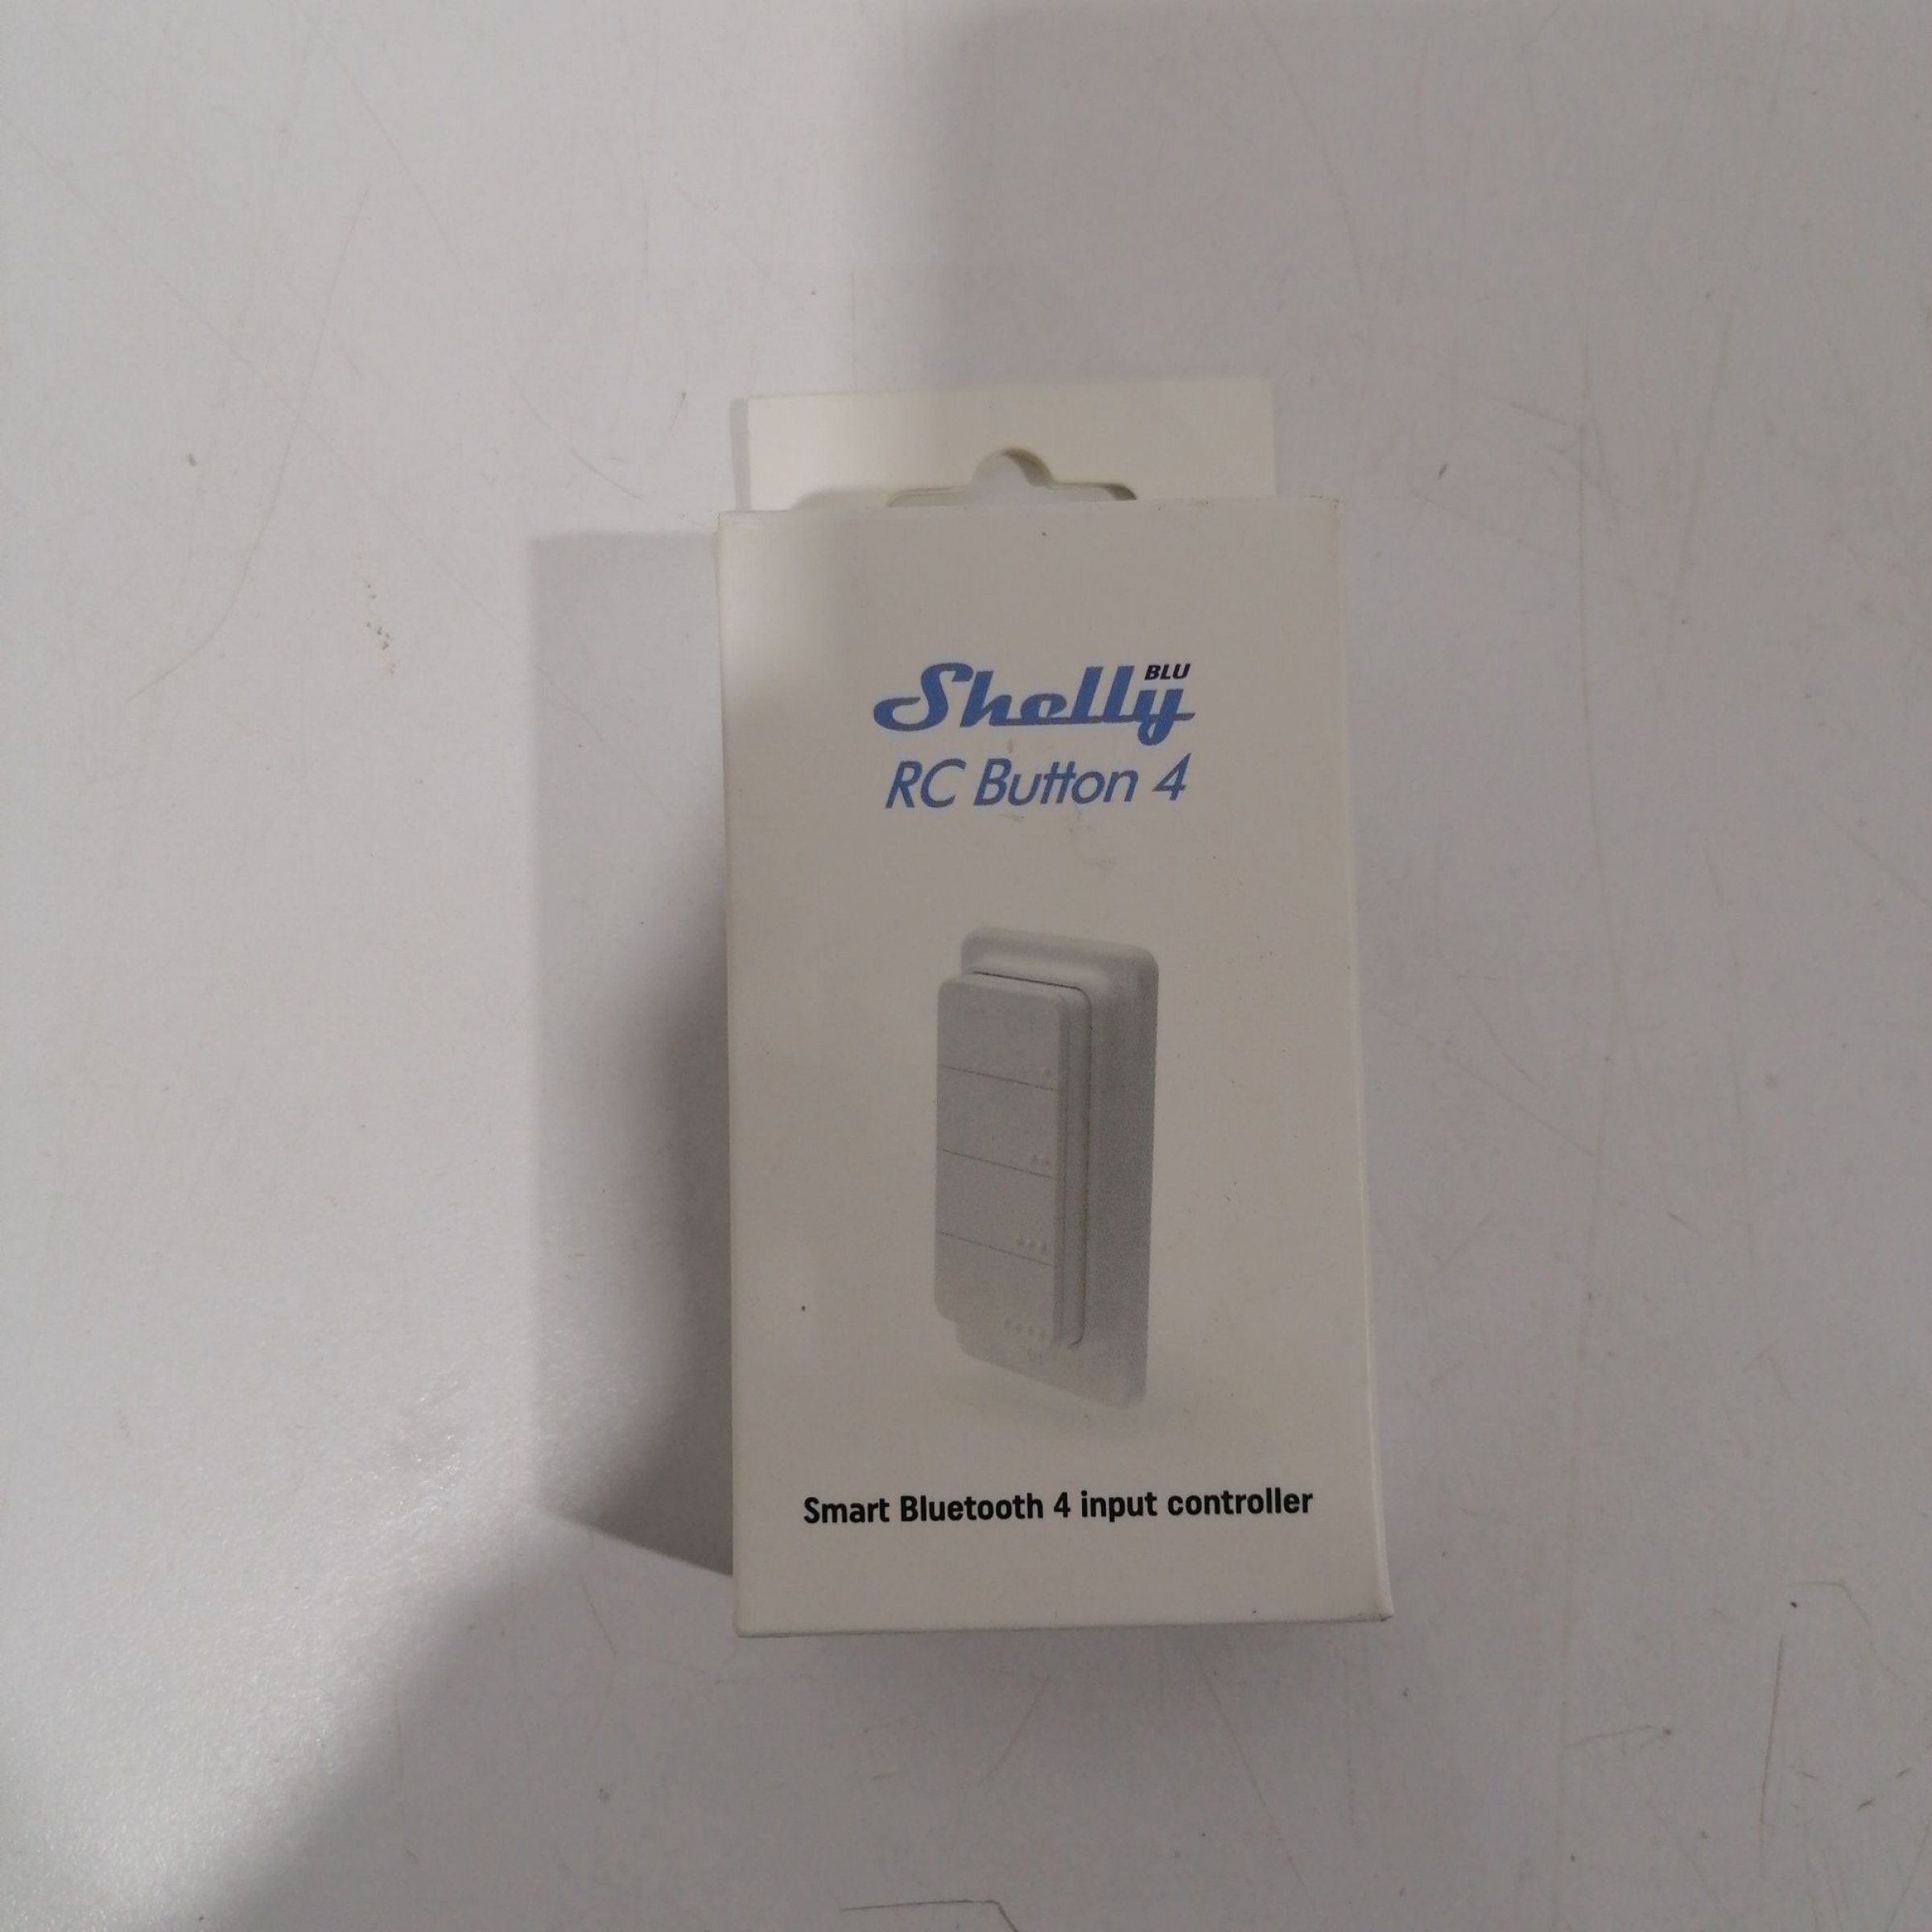 Shelly BLU
RC Button 4
Smart Bluetooth 4 input controller